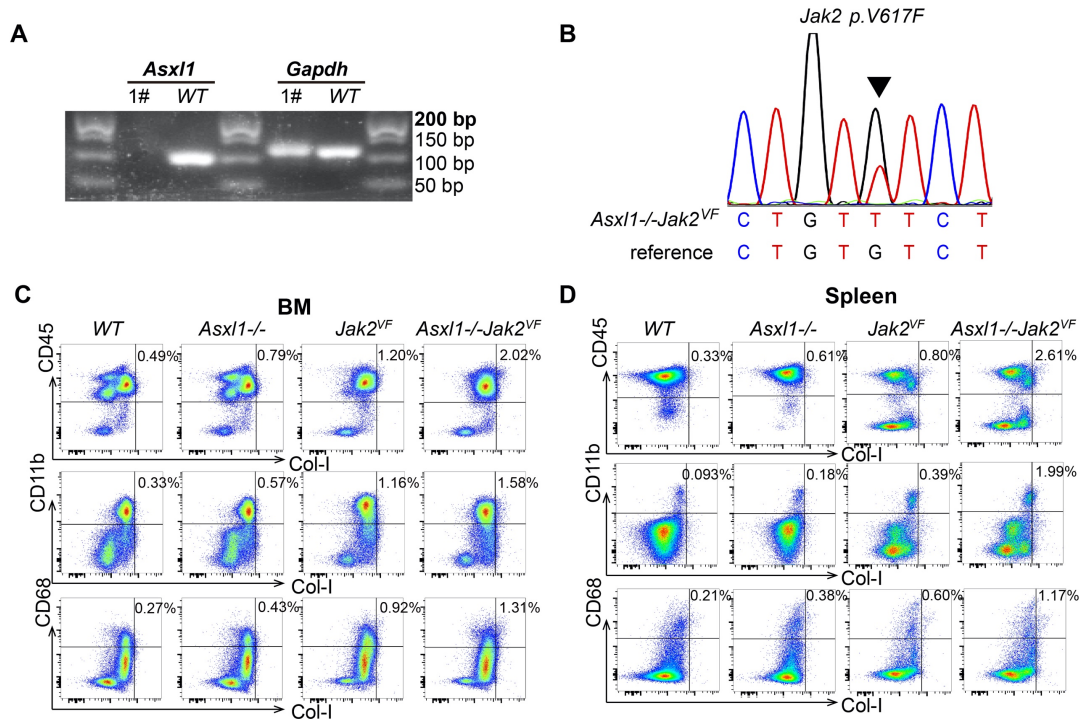 A
Asxl1 Gapdh
1# WT 1# WT
200 bp
150 bp
100 bp
50 bp
B
Jak2 p.V617F
Asxl1-/-Jak2VF C T G T T T C T
reference C T G T G T C T
C
BM
WT Asxl1-/- Jak2VF Asxl1-/-Jak2VF
CD45
0.49% 0.79% 1.20% 2.02%
Col-I
CD11b
0.33% 0.57% 1.16% 1.58%
Col-I
CD68
0.27% 0.43% 0.92% 1.31%
Col-I
D
Spleen
WT Asxl1-/- Jak2VF Asxl1-/-Jak2VF
CD45
0.33% 0.61% 0.80% 2.61%
Col-I
CD11b
0.093% 0.18% 0.39% 1.99%
Col-I
CD68
0.21% 0.38% 0.60% 1.17%
Col-I